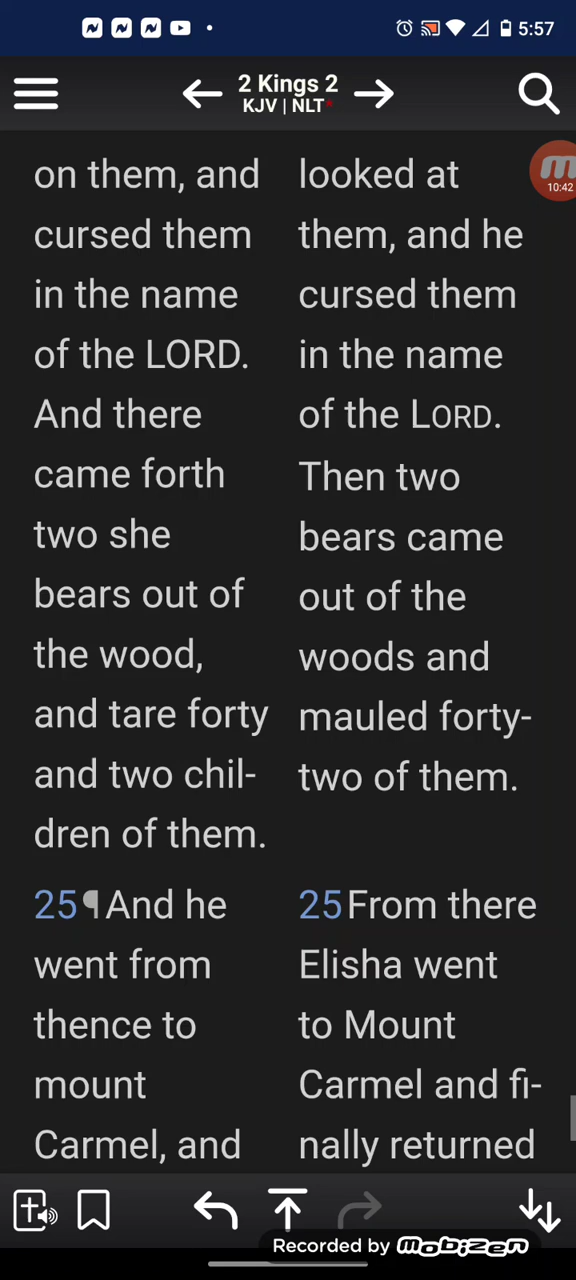 5:57
2 Kings 2
KJV | NLT*
10:42
on them, and
cursed them
in the name
of the LORD.
And there
came forth
two she
bears out of
the wood,
and tare forty
and two chil-
dren of them.
25 ¶ And he
went from
thence to
mount
Carmel, and
looked at
them, and he
cursed them
in the name
of the LORD.
Then two
bears came
out of the
woods and
mauled forty-
two of them.
25 From there
Elisha went
to Mount
Carmel and fi-
nally returned
Recorded by mobizen